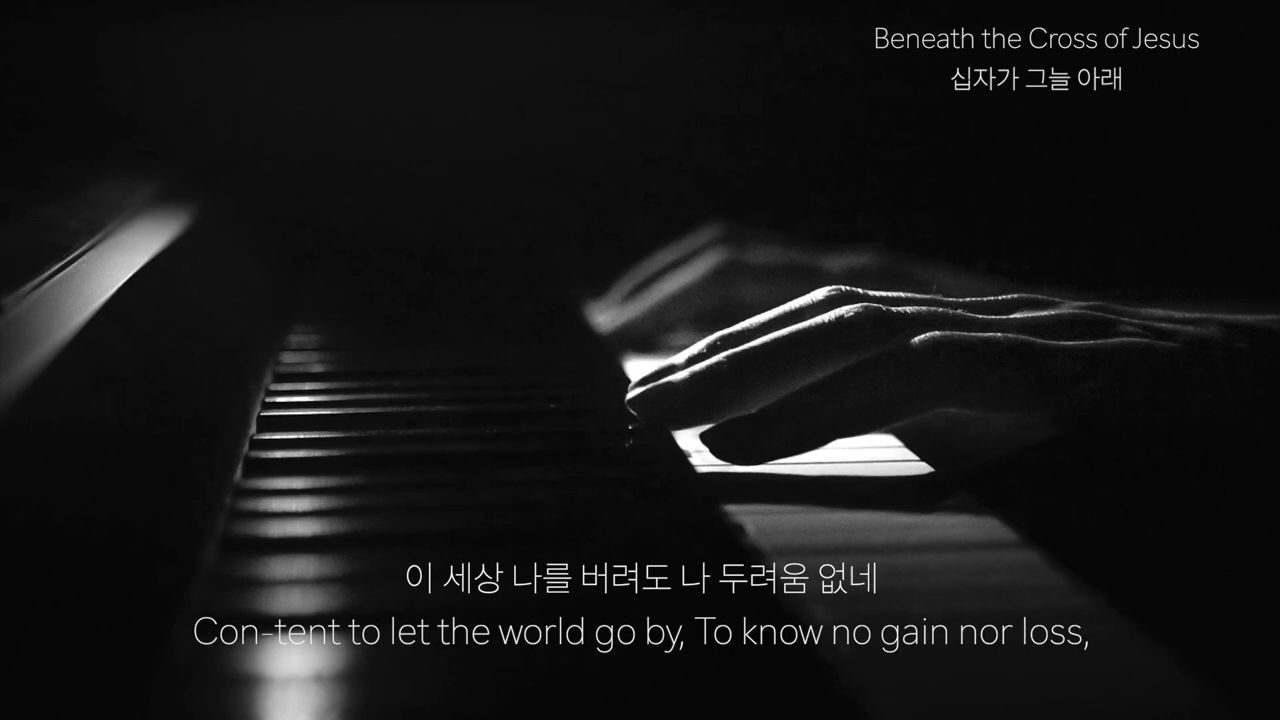 Beneath the Cross of Jesus
십자가 그늘 아래
이 세상 나를 버려도 나 두려움 없네
Con-tent to let the world go by, To know no gain nor loss,